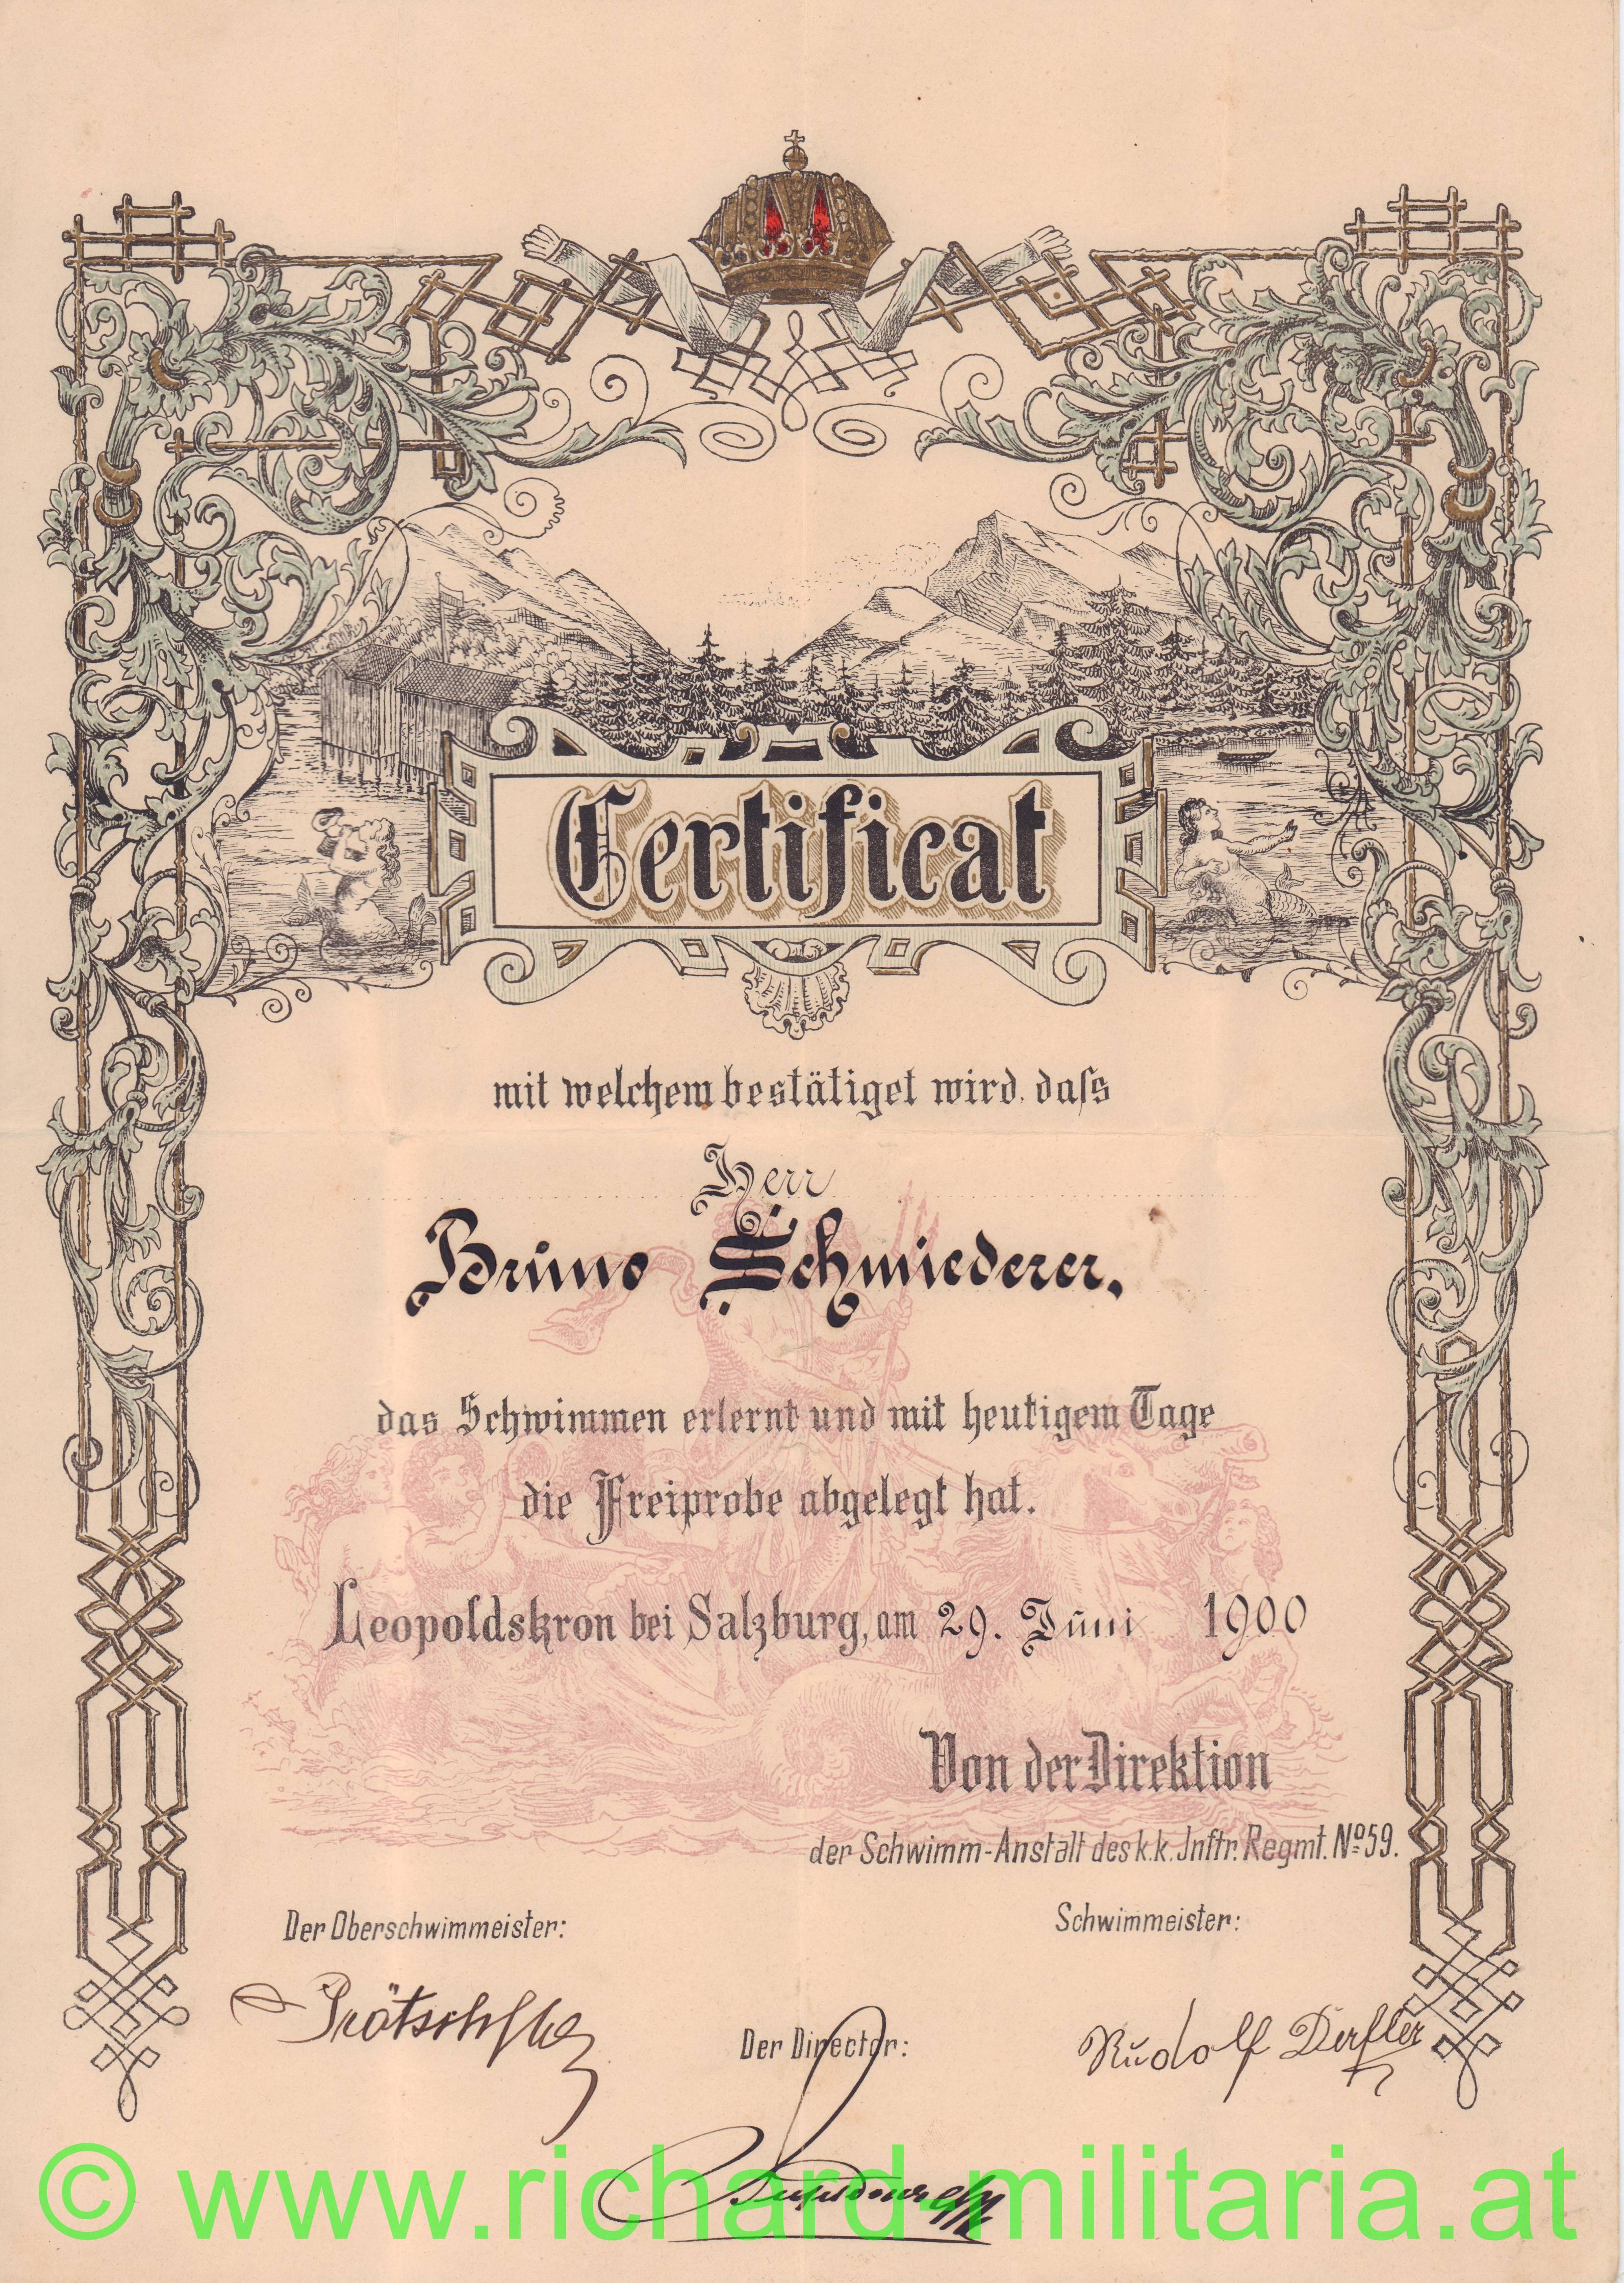 Certificat
mit welchem bestätiget wird, daſs
Herr
Bruno Schmiederer,
das Schwimmen erlernt und mit heutigem Tage
die Freiprobe abgelegt hat.
Leopoldskron bei Salzburg, am 29. Juni 1900
Von der Direktion
der Schwimm-Anstalt des k. k. Inftr. Regmt. Nº 59.
Der Oberschwimmeister:
Schwimmeister:
Der Director:
Rudolf Derfler
© www.richard-militaria.at